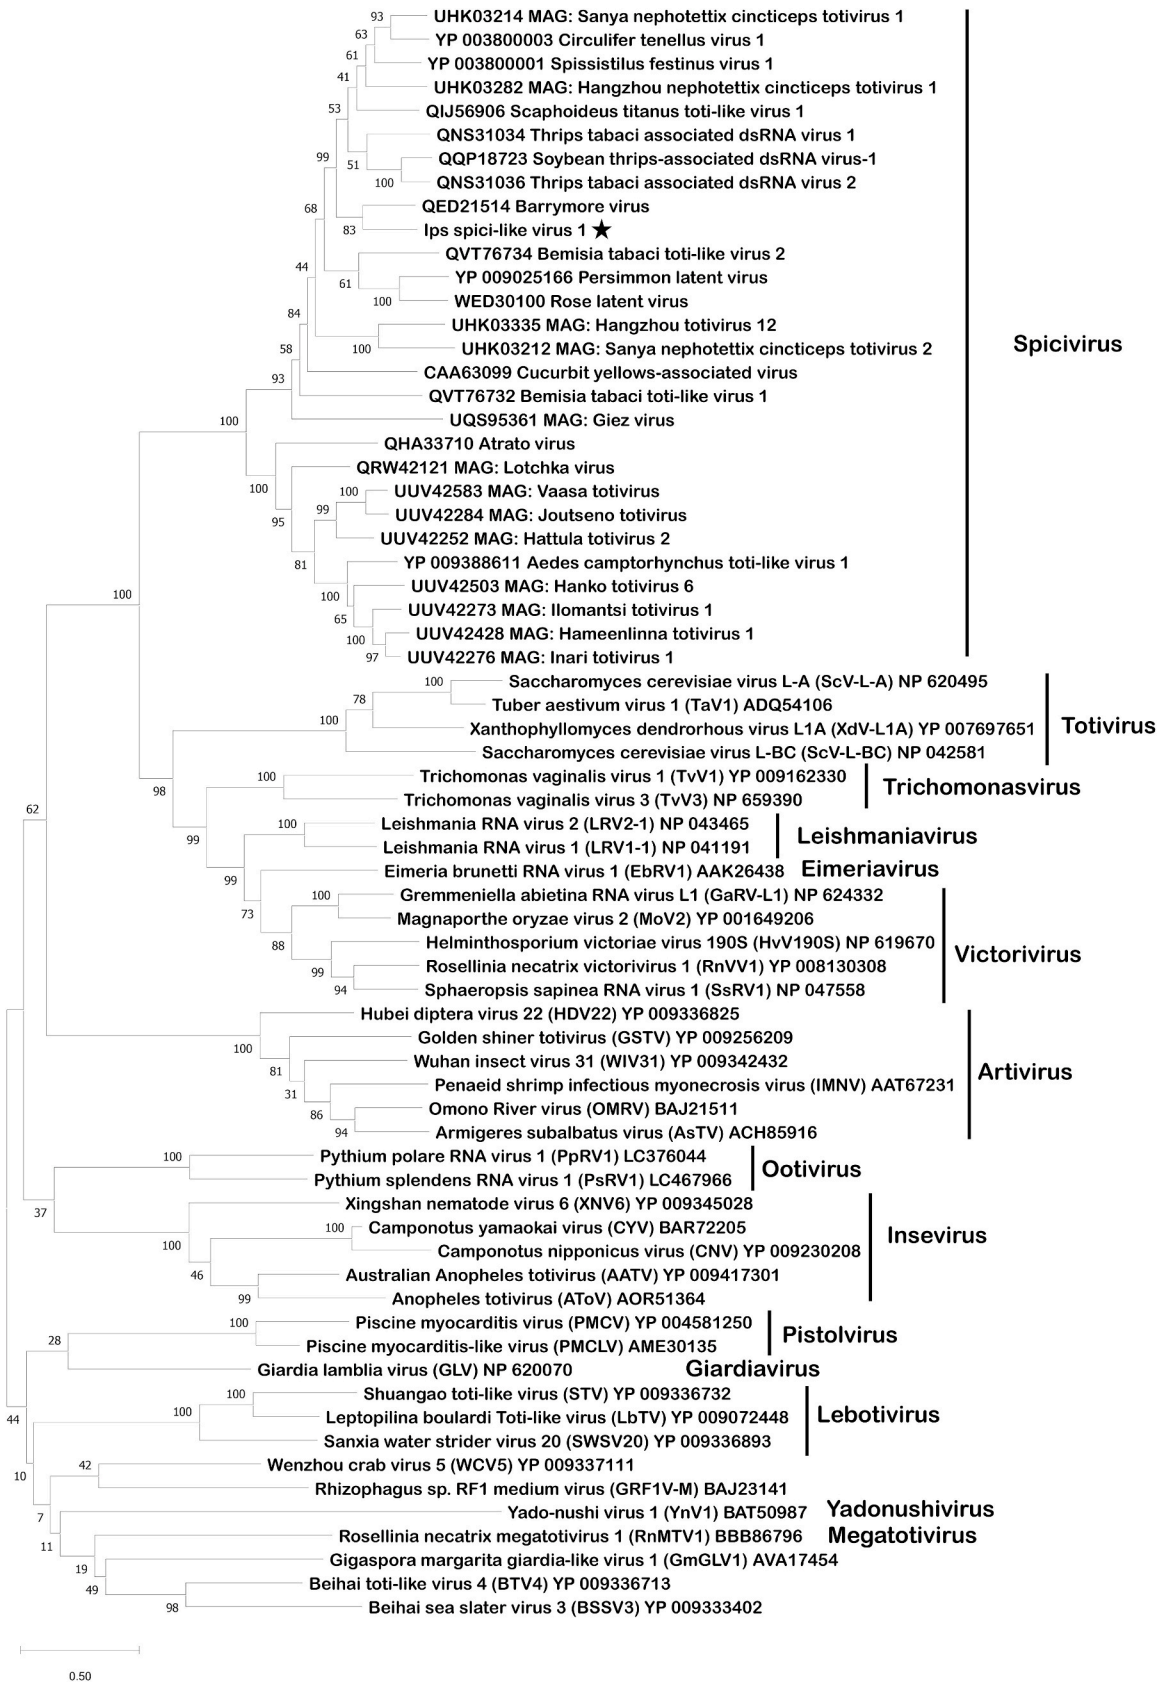 93
UHK03214 MAG: Sanya nephotettix cincticeps totivirus 1
63
YP 003800003 Circulifer tenellus virus 1
61
YP 003800001 Spissistilus festinus virus 1
41
UHK03282 MAG: Hangzhou nephotettix cincticeps totivirus 1
53
QIJ56906 Scaphoideus titanus toti-like virus 1
QNS31034 Thrips tabaci associated dsRNA virus 1
99
51
QQP18723 Soybean thrips-associated dsRNA virus-1
100
QNS31036 Thrips tabaci associated dsRNA virus 2
68
QED21514 Barrymore virus
83
Ips spici-like virus 1 ★
QVT76734 Bemisia tabaci toti-like virus 2
44
61
YP 009025166 Persimmon latent virus
100
WED30100 Rose latent virus
84
UHK03335 MAG: Hangzhou totivirus 12
Spicivirus
58
100
UHK03212 MAG: Sanya nephotettix cincticeps totivirus 2
93
CAA63099 Cucurbit yellows-associated virus
QVT76732 Bemisia tabaci toti-like virus 1
100
UQS95361 MAG: Giez virus
QHA33710 Atrato virus
QRW42121 MAG: Lotchka virus
100
100
UUV42583 MAG: Vaasa totivirus
95
99
UUV42284 MAG: Joutseno totivirus
UUV42252 MAG: Hattula totivirus 2
81
YP 009388611 Aedes camptorhynchus toti-like virus 1
100
UUV42503 MAG: Hanko totivirus 6
100
65
UUV42273 MAG: Ilomantsi totivirus 1
100
UUV42428 MAG: Hameenlinna totivirus 1
97
UUV42276 MAG: Inari totivirus 1
100
Saccharomyces cerevisiae virus L-A (ScV-L-A) NP 620495
78
Tuber aestivum virus 1 (TaV1) ADQ54106
100
Xanthophyllomyces dendrorhous virus L1A (XdV-L1A) YP 007697651
Totivirus
Saccharomyces cerevisiae virus L-BC (ScV-L-BC) NP 042581
98
100
Trichomonas vaginalis virus 1 (TvV1) YP 009162330
Trichomonasvirus
62
Trichomonas vaginalis virus 3 (TvV3) NP 659390
99
100
Leishmania RNA virus 2 (LRV2-1) NP 043465
Leishmaniavirus
Leishmania RNA virus 1 (LRV1-1) NP 041191
99
Eimeria brunetti RNA virus 1 (EbRV1) AAK26438
Eimeriavirus
73
100
Gremmeniella abietina RNA virus L1 (GaRV-L1) NP 624332
Magnaporthe oryzae virus 2 (MoV2) YP 001649206
88
Helminthosporium victoriae virus 190S (HvV190S) NP 619670
Victorivirus
99
Rosellinia necatrix victorivirus 1 (RnVV1) YP 008130308
94
Sphaeropsis sapinea RNA virus 1 (SsRV1) NP 047558
Hubei diptera virus 22 (HDV22) YP 009336825
100
Golden shiner totivirus (GSTV) YP 009256209
81
Wuhan insect virus 31 (WIV31) YP 009342432
Artivirus
31
Penaeid shrimp infectious myonecrosis virus (IMNV) AAT67231
86
Omono River virus (OMRV) BAJ21511
94
Armigeres subalbatus virus (AsTV) ACH85916
100
Pythium polare RNA virus 1 (PpRV1) LC376044
Ootivirus
Pythium splendens RNA virus 1 (PsRV1) LC467966
37
Xingshan nematode virus 6 (XNV6) YP 009345028
100
100
Camponotus yamaokai virus (CYV) BAR72205
Insevirus
Camponotus nipponicus virus (CNV) YP 009230208
46
Australian Anopheles totivirus (AATV) YP 009417301
99
Anopheles totivirus (AToV) AOR51364
28
100
Piscine myocarditis virus (PMCV) YP 004581250
Pistolvirus
Piscine myocarditis-like virus (PMCLV) AME30135
Giardia lamblia virus (GLV) NP 620070
Giardiavirus
44
100
Shuangao toti-like virus (STV) YP 009336732
100
Leptopilina boulardi Toti-like virus (LbTV) YP 009072448
Lebotivirus
Sanxia water strider virus 20 (SWSV20) YP 009336893
10
42
Wenzhou crab virus 5 (WCV5) YP 009337111
Rhizophagus sp. RF1 medium virus (GRF1V-M) BAJ23141
7
Yado-nushi virus 1 (YnV1) BAT50987
Yadonushivirus
11
Rosellinia necatrix megatotivirus 1 (RnMTV1) BBB86796
Megatotivirus
19
Gigaspora margarita giardia-like virus 1 (GmGLV1) AVA17454
49
Beihai toti-like virus 4 (BTV4) YP 009336713
98
Beihai sea slater virus 3 (BSSV3) YP 009333402
0.50